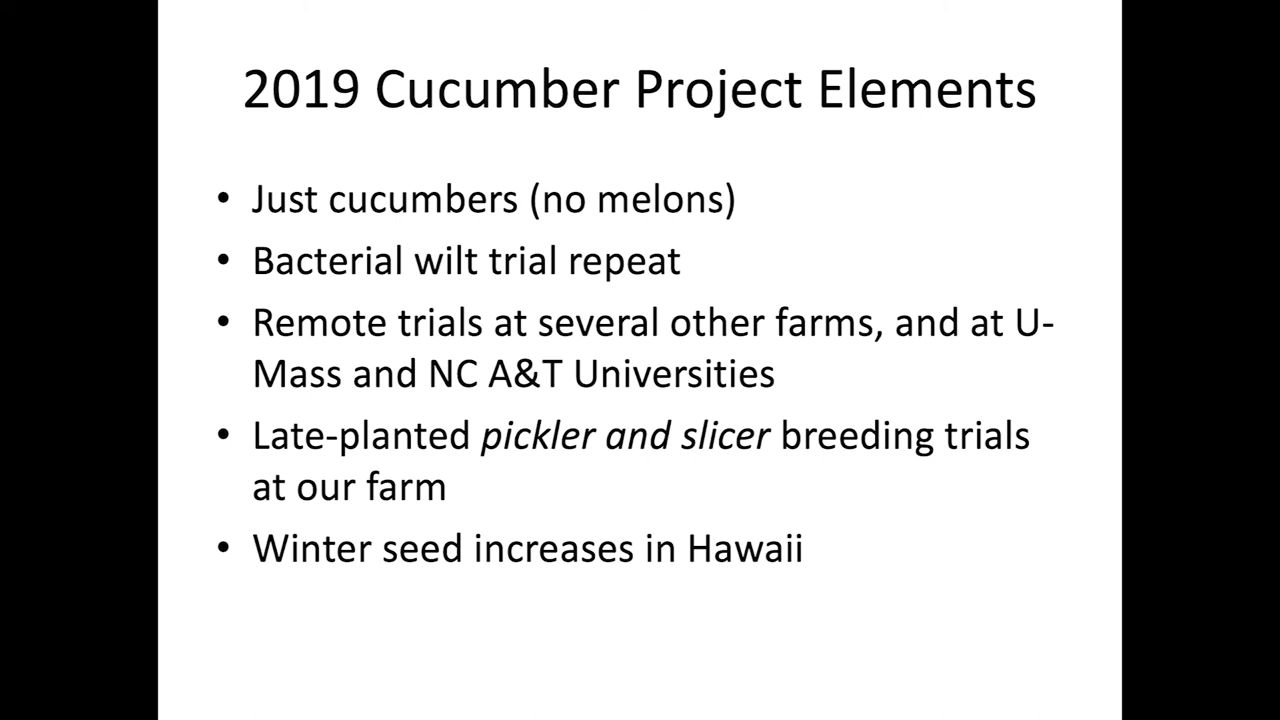 2019 Cucumber Project Elements
• Just cucumbers (no melons)
• Bacterial wilt trial repeat
• Remote trials at several other farms, and at U-
Mass and NC A&T Universities
• Late-planted pickler and slicer breeding trials
at our farm
• Winter seed increases in Hawaii